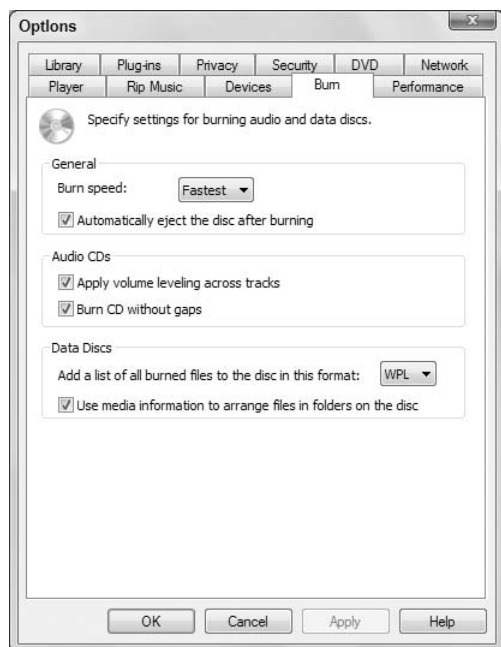 Options
x
Library Plug-ins Privacy Security DVD Network
Player Rip Music Devices Burn Performance
Specify settings for burning audio and data discs.
General
Burn speed: Fastest
Automatically eject the disc after burning
Audio CDs
Apply volume leveling across tracks
Burn CD without gaps
Data Discs
Add a list of all burned files to the disc in this format: WPL
Use media information to arrange files in folders on the disc
OK Cancel Apply Help